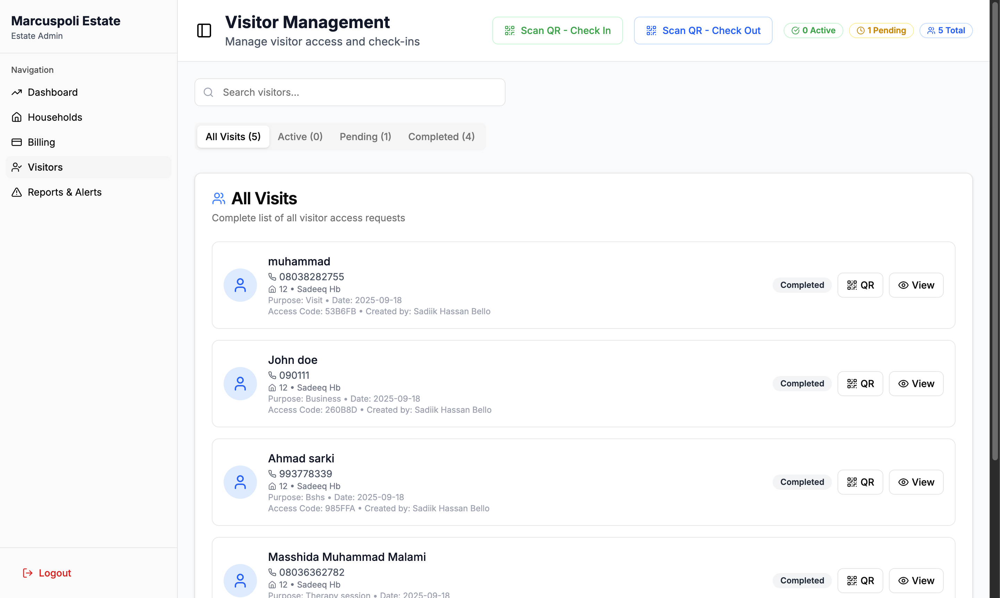 Marcuspoli Estate
Estate Admin
Navigation
Dashboard
Households
Billing
Visitors
Reports & Alerts
Logout
Visitor Management
Manage visitor access and check-ins
Scan QR - Check In
Scan QR - Check Out
0 Active
1 Pending
5 Total
Search visitors...
All Visits (5)
Active (0)
Pending (1)
Completed (4)
All Visits
Complete list of all visitor access requests
muhammad
08038282755
12 • Sadeeq Hb
Purpose: Visit • Date: 2025-09-18
Access Code: 53B6FB • Created by: Sadiik Hassan Bello
Completed
QR
View
John doe
090111
12 • Sadeeq Hb
Purpose: Business • Date: 2025-09-18
Access Code: 260B8D • Created by: Sadiik Hassan Bello
Completed
QR
View
Ahmad sarki
993778339
12 • Sadeeq Hb
Purpose: Bshs • Date: 2025-09-18
Access Code: 985FFA • Created by: Sadiik Hassan Bello
Completed
QR
View
Masshida Muhammad Malami
08036362782
12 • Sadeeq Hb
Purpose: Therapy session • Date: 2025-09-18
Completed
QR
View